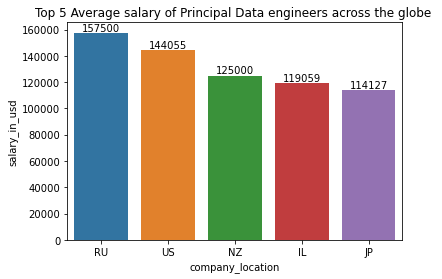 Top 5 Average salary of Principal Data engineers across the globe
160000
140000
120000
100000
80000
60000
40000
20000
0
salary_in_usd
157500
144055
125000
119059
114127
RU
US
NZ
IL
JP
company_location